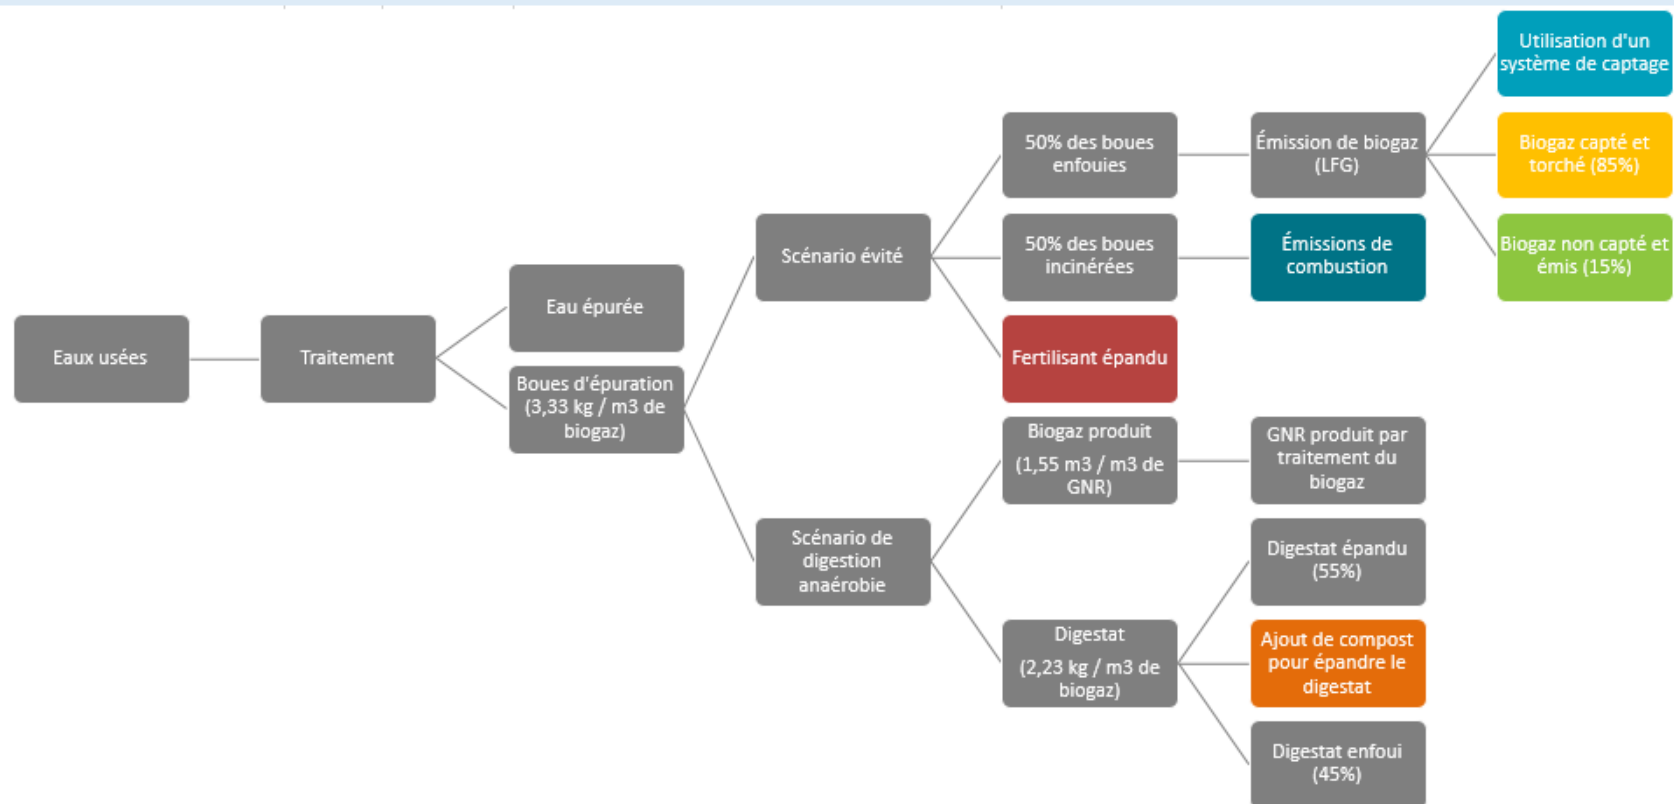 Eaux usées
Traitement
Eau épurée
Boues d'épuration
(3,33 kg / m3 de
biogaz)
Scénario évité
50% des boues
enfouies
Émission de biogaz
(LFG)
Utilisation d'un
système de captage
Biogaz capté et
torché (85%)
Biogaz non capté et
émis (15%)
50% des boues
incinérées
Émissions de
combustion
Fertilisant épandu
Scénario de
digestion
anaérobie
Biogaz produit
(1,55 m3 / m3 de
GNR)
GNR produit par
traitement du
biogaz
Digestat
(2,23 kg / m3 de
biogaz)
Digestat épandu
(55%)
Ajout de compost
pour épandre le
digestat
Digestat enfoui
(45%)